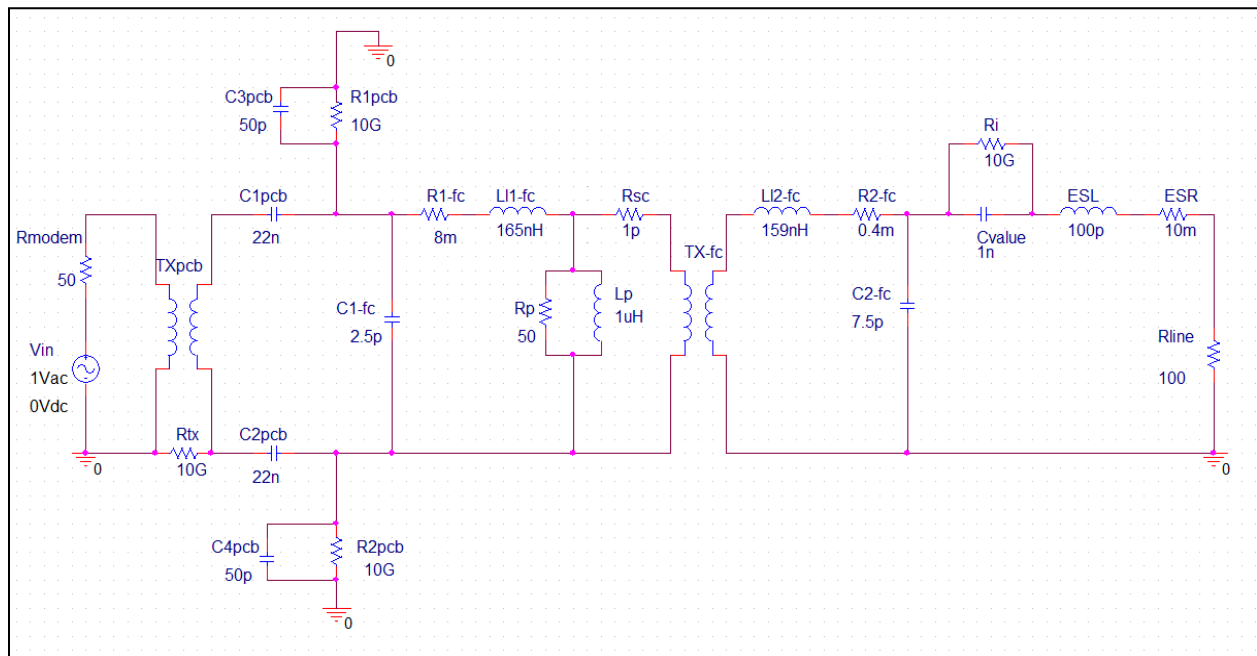 0
C3pcb
R1pcb
50p
10G
Ri
10G
C1pcb
R1-fc
Ll1-fc
Rsc
Ll2-fc
R2-fc
ESL
ESR
22n
8m
165nH
1p
159nH
0.4m
Cvalue
1n
100p
10m
Rmodem
50
TXpcb
TX-fc
C1-fc
2.5p
Rp
50
Lp
1uH
C2-fc
7.5p
Vin
1Vac
0Vdc
Rline
100
Rtx
10G
C2pcb
22n
0
0
C4pcb
R2pcb
50p
10G
0